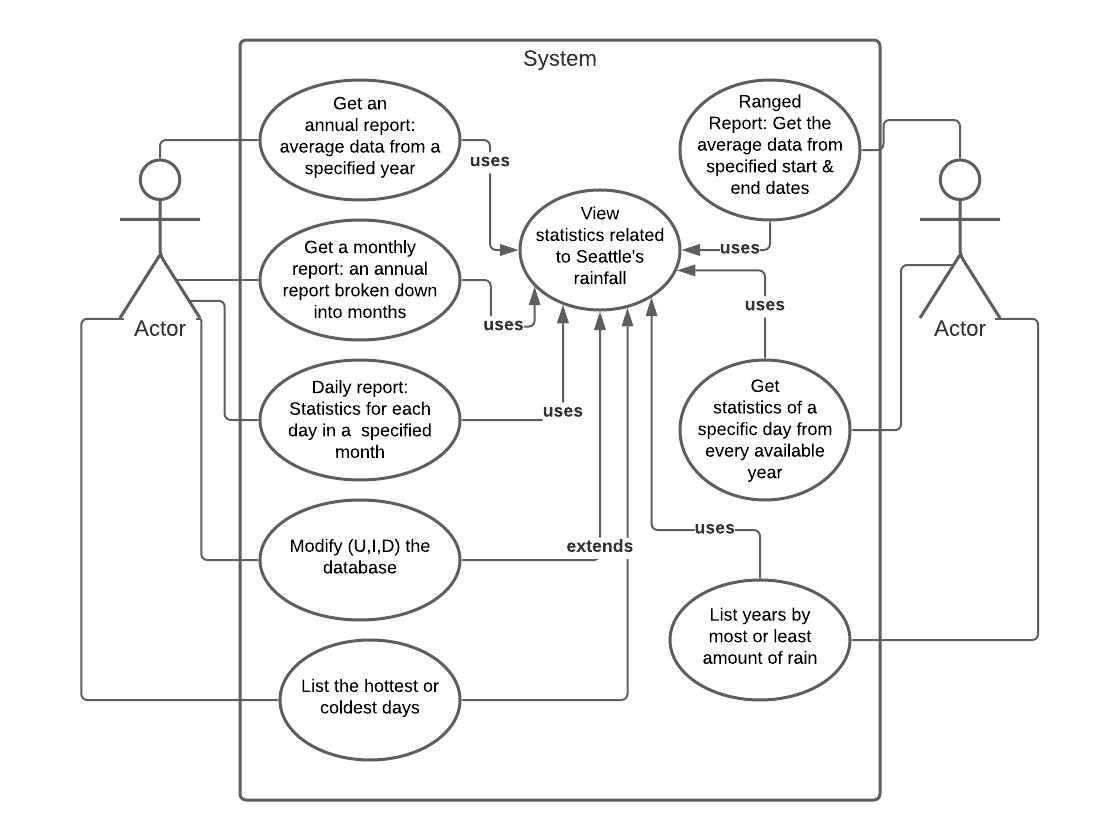 System
Get an
annual report:
average data from a
specified year
uses
Get a monthly
report: an annual
report broken down
into months
uses
Daily report:
Statistics for each
day in a  specified
month
uses
Modify (U,I,D) the
database
extends
List the hottest or
coldest days
View
statistics related
to Seattle's
rainfall
Ranged
Report: Get the
average data from
specified start &
end dates
uses
uses
Get
statistics of a
specific day from
every available
year
uses
List years by
most or least
amount of rain
Actor
Actor